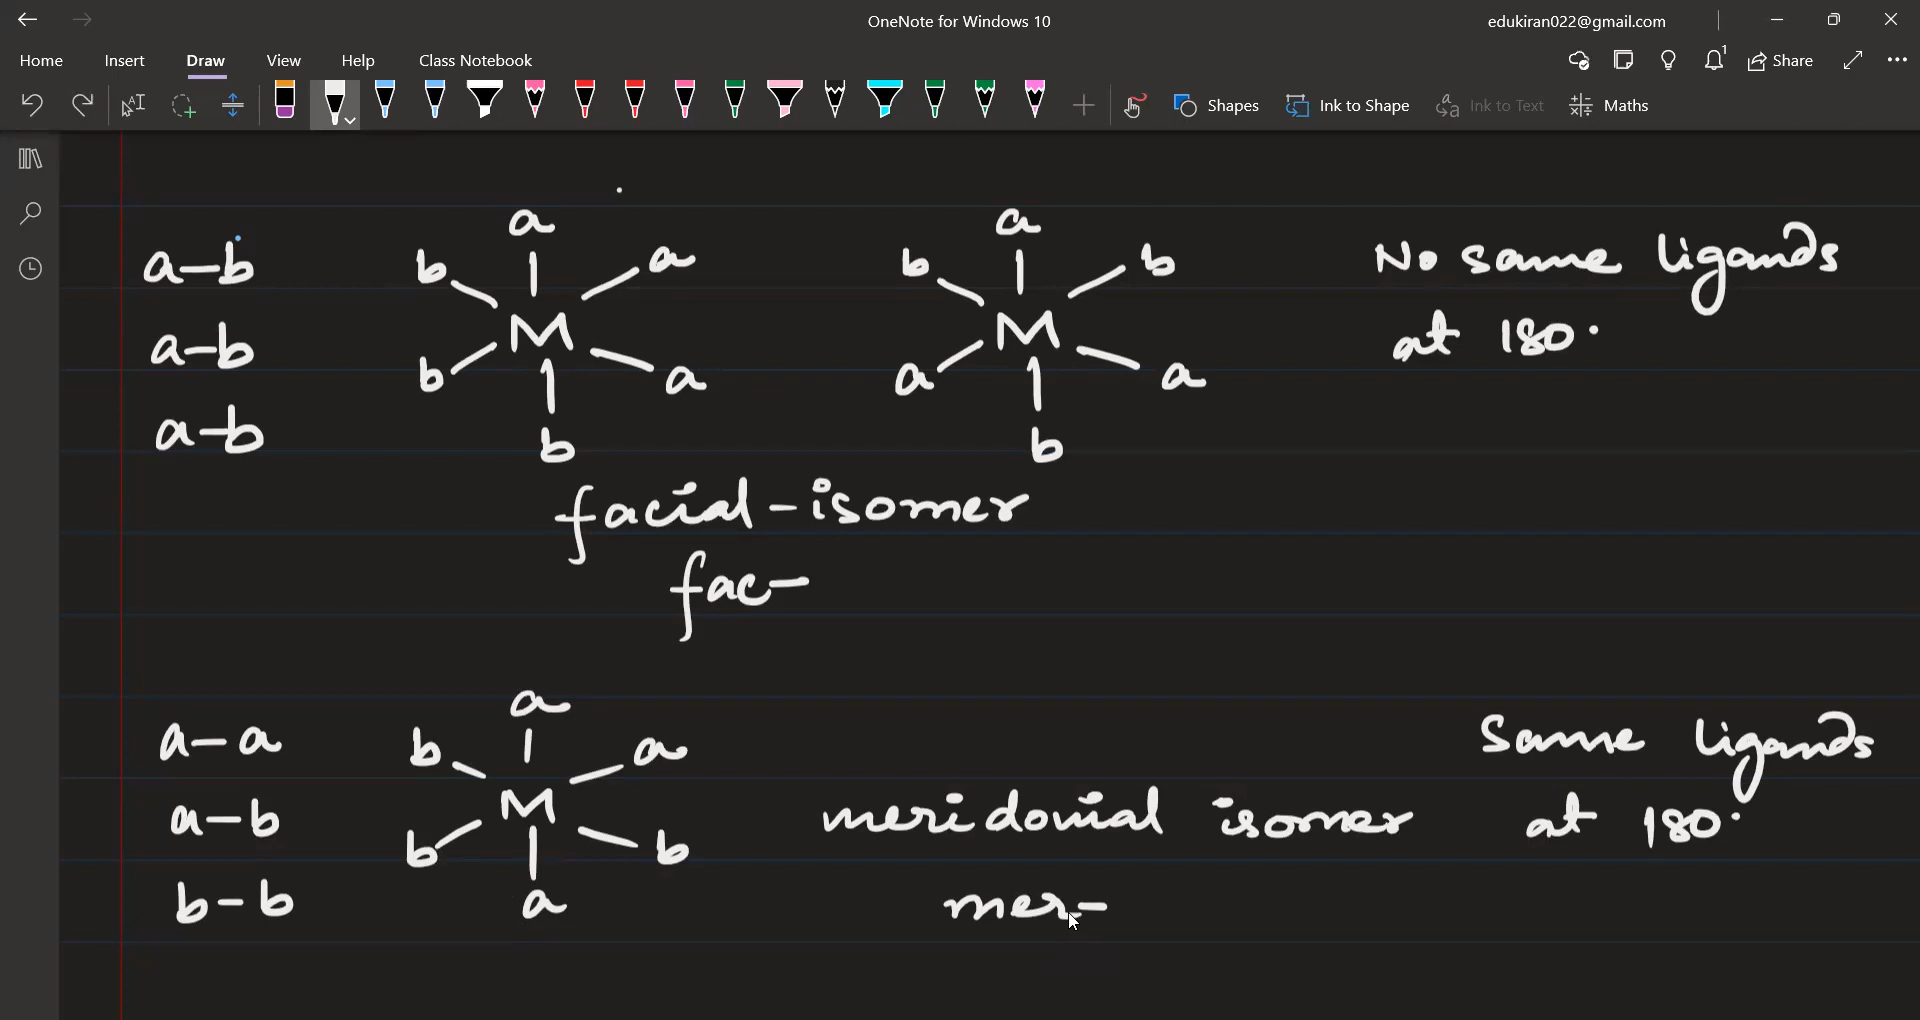 OneNote for Windows 10
edukiran022@gmail.com
Home Insert Draw View Help Class Notebook
1
Share
Shapes Ink to Shape Ink to Text Maths
a
a
b a b b
a-b
No same ligands
M M
a-b
at 180°
b a a a
a-b
b b
facial-isomer
fac-
a
a-a b a
Same ligands
M
a-b
meridonial isomer
at 180°
b b
b-b a
mer-